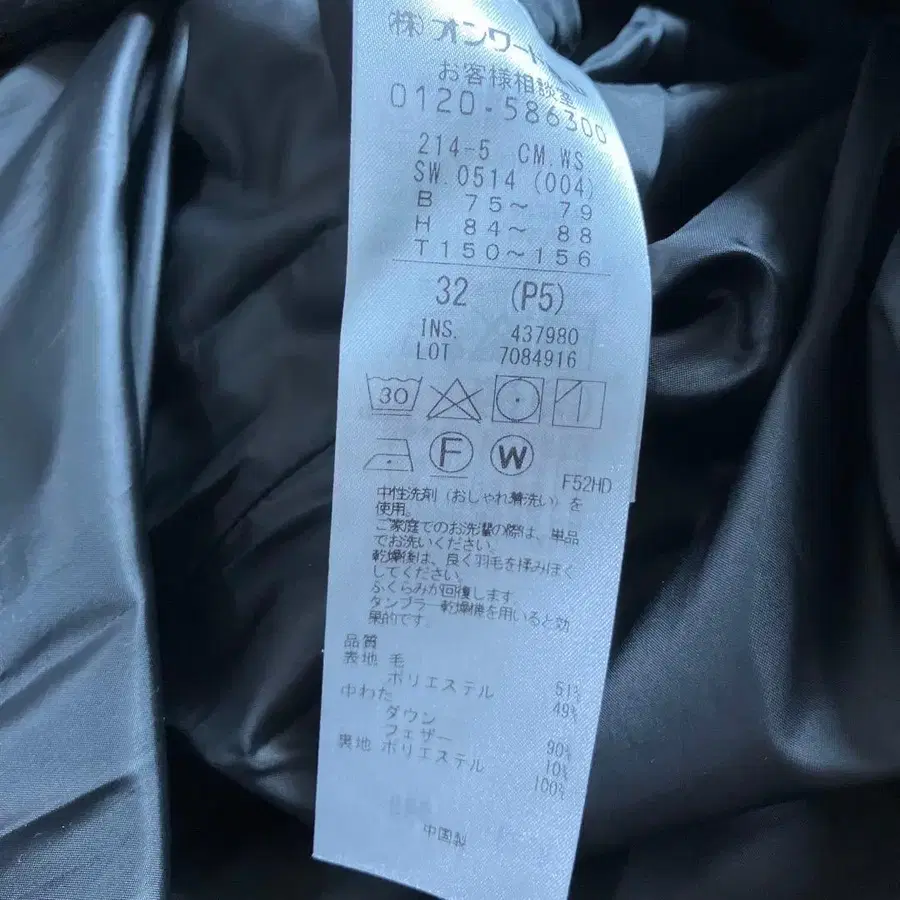 (株)オンワード
お客様相談室
0120-586300
214-5 CM.WS
SW.0514 (004)
B 75～ 79
H 84～ 88
T150～156
32 (P5)
INS. 437980
LOT 7084916
30
F W
F52HD
中性洗剤（おしゃれ着洗い）を
使用。
ご家庭でのお洗濯の際は、単品
でお洗いください。
乾燥後は、良く羽毛を揉みほぐ
してください。
ふくらみが回復します。
タンブラー乾燥機を用いると効
果的です。
品質
表地 毛 51%
ポリエステル 49%
中わた
ダウン 90%
フェザー 10%
裏地 ポリエステル 100%
中国製